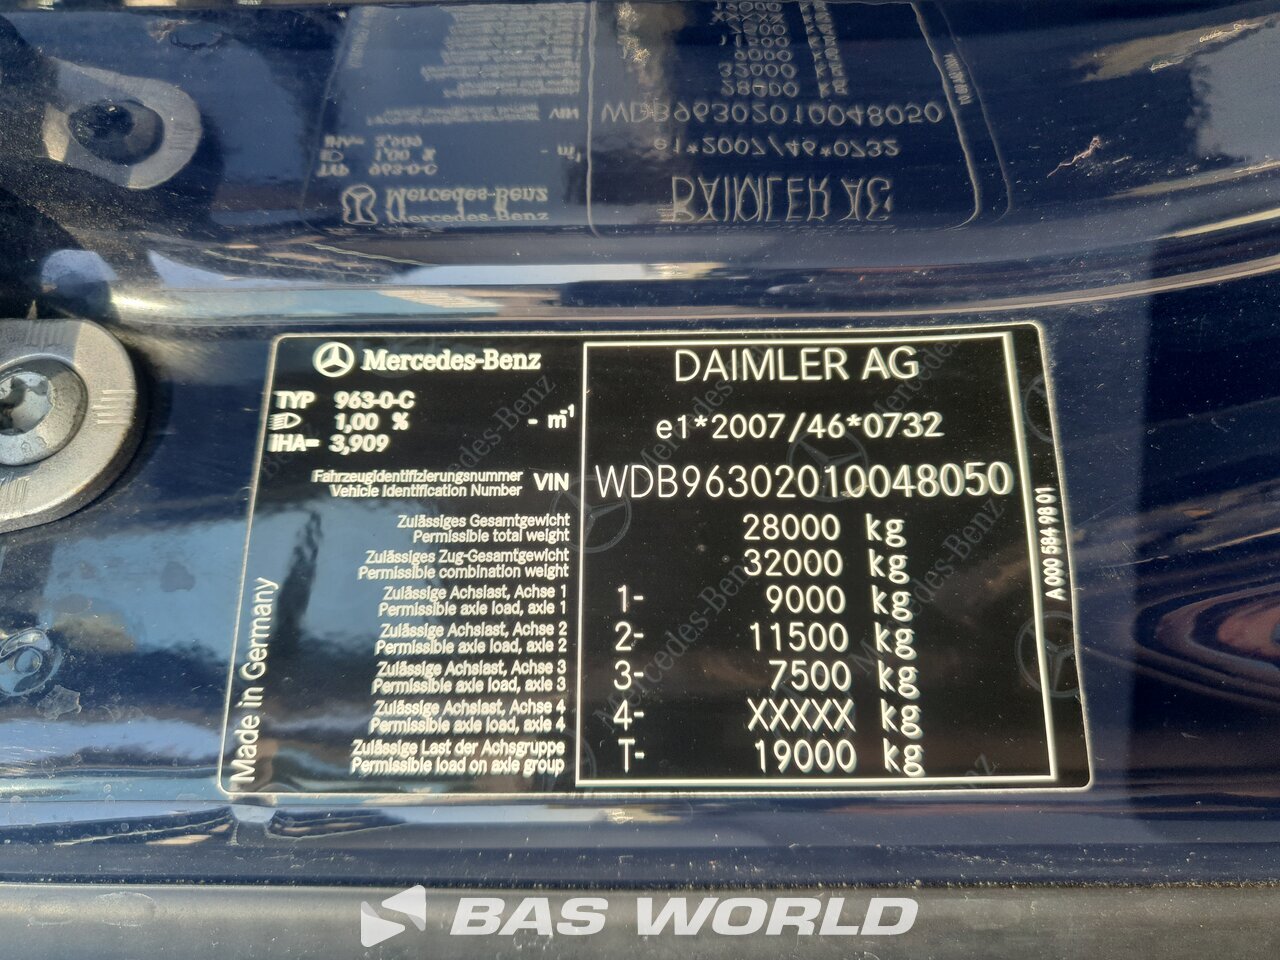 Mercedes-Benz
TYP 963-0-C
1,00 % - m⁻¹
iHA= 3,909
DAIMLER AG
e1*2007/46*0732
Fahrzeugidentifizierungsnummer
Vehicle Identification Number
VIN
WDB96302010048050
Zulässiges Gesamtgewicht
Permissible total weight
28000 kg
Zulässiges Zug-Gesamtgewicht
Permissible combination weight
32000 kg
Zulässige Achslast, Achse 1
Permissible axle load, axle 1
1- 9000 kg
Zulässige Achslast, Achse 2
Permissible axle load, axle 2
2- 11500 kg
Zulässige Achslast, Achse 3
Permissible axle load, axle 3
3- 7500 kg
Zulässige Achslast, Achse 4
Permissible axle load, axle 4
4- XXXXX kg
Zulässige Last der Achsgruppe
Permissible load on axle group
T- 19000 kg
Made in Germany
A 000 584 98 01
BAS WORLD